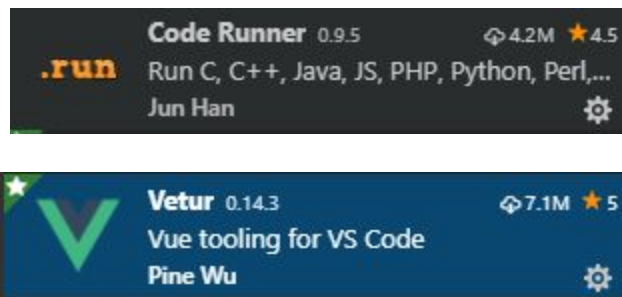 Code Runner 0.9.5 4.2M 4.5
.run
Run C, C++, Java, JS, PHP, Python, Perl,...
Jun Han
Vetur 0.14.3 7.1M 5
Vue tooling for VS Code
Pine Wu